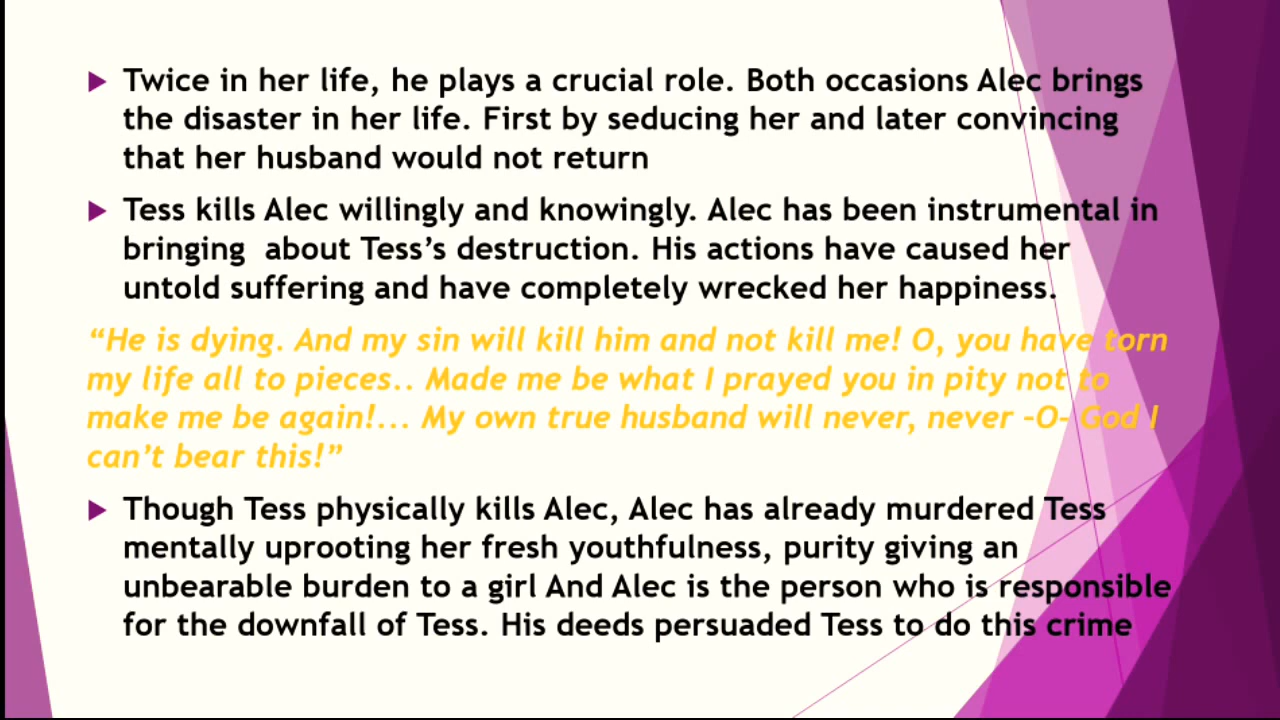 Twice in her life, he plays a crucial role. Both occasions Alec brings
the disaster in her life. First by seducing her and later convincing
that her husband would not return
Tess kills Alec willingly and knowingly. Alec has been instrumental in
bringing  about Tess’s destruction. His actions have caused her
untold suffering and have completely wrecked her happiness.
“He is dying. And my sin will kill him and not kill me! O, you have torn
my life all to pieces.. Made me be what I prayed you in pity not to
make me be again!... My own true husband will never, never –O– God I
can’t bear this!”
Though Tess physically kills Alec, Alec has already murdered Tess
mentally uprooting her fresh youthfulness, purity giving an
unbearable burden to a girl And Alec is the person who is responsible
for the downfall of Tess. His deeds persuaded Tess to do this crime